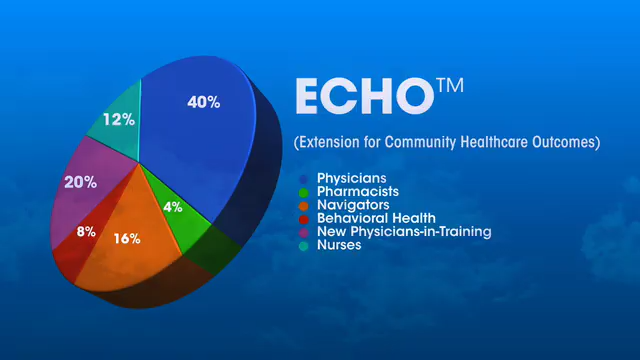 ECHO™
(Extension for Community Healthcare Outcomes)
40%
12%
20%
4%
8%
16%
Physicians
Pharmacists
Navigators
Behavioral Health
New Physicians-in-Training
Nurses